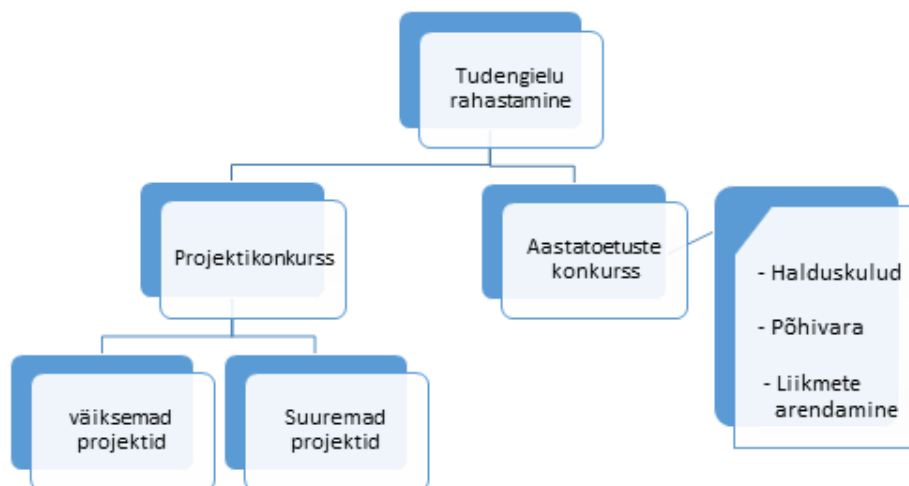 Tudengielu
rahastamine
Projektikonkurss
Aastatoetuste
konkurss
- Halduskulud
- Põhivara
- Liikmete
arendamine
väiksemad
projektid
Suuremad
projektid